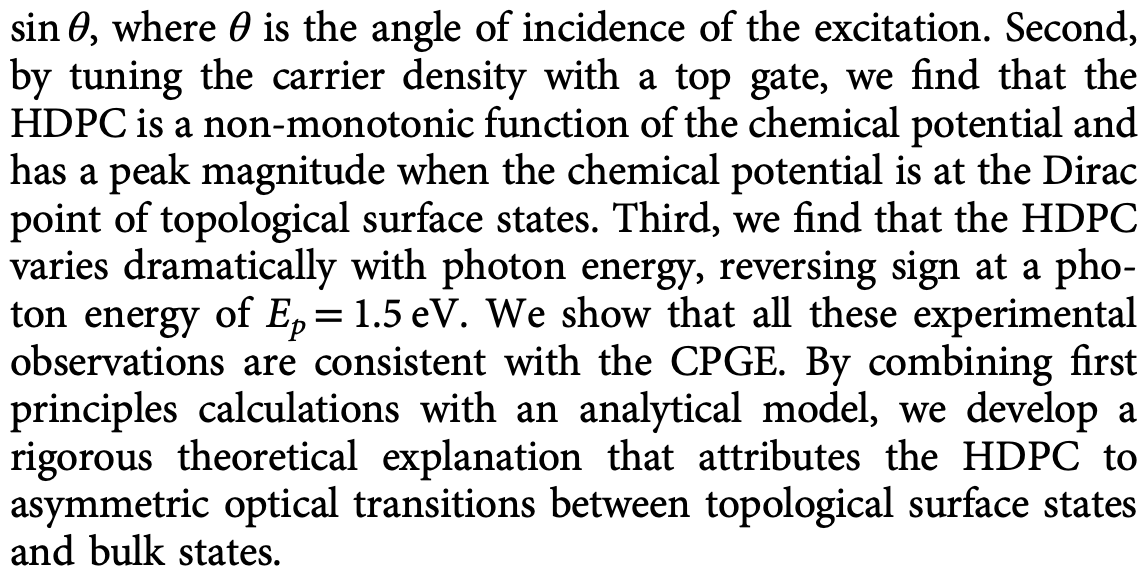 sin θ, where θ is the angle of incidence of the excitation. Second,
by tuning the carrier density with a top gate, we find that the
HDPC is a non-monotonic function of the chemical potential and
has a peak magnitude when the chemical potential is at the Dirac
point of topological surface states. Third, we find that the HDPC
varies dramatically with photon energy, reversing sign at a pho-
ton energy of Eₚ = 1.5 eV. We show that all these experimental
observations are consistent with the CPGE. By combining first
principles calculations with an analytical model, we develop a
rigorous theoretical explanation that attributes the HDPC to
asymmetric optical transitions between topological surface states
and bulk states.